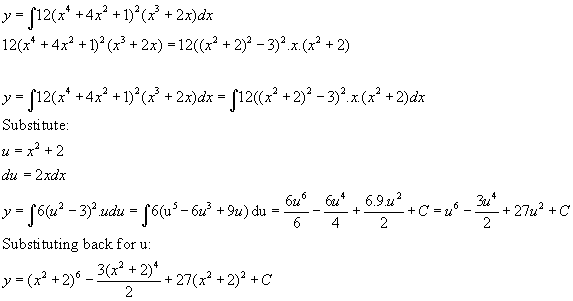 y = ∫12(x⁴ + 4x² + 1)²(x³ + 2x)dx
12(x⁴ + 4x² + 1)²(x³ + 2x) = 12((x² + 2)² − 3)².x.(x² + 2)
y = ∫12(x⁴ + 4x² + 1)²(x³ + 2x)dx = ∫12((x² + 2)² − 3)².x.(x² + 2)dx
Substitute:
u = x² + 2
du = 2xdx
y = ∫6(u² − 3)².udu = ∫6(u⁵ − 6u³ + 9u) du = 6u⁶/6 − 6u⁴/4 + 6.9.u²/2 + C = u⁶ − 3u⁴/2 + 27u² + C
Substituting back for u:
y = (x² + 2)⁶ − 3(x² + 2)⁴/2 + 27(x² + 2)² + C